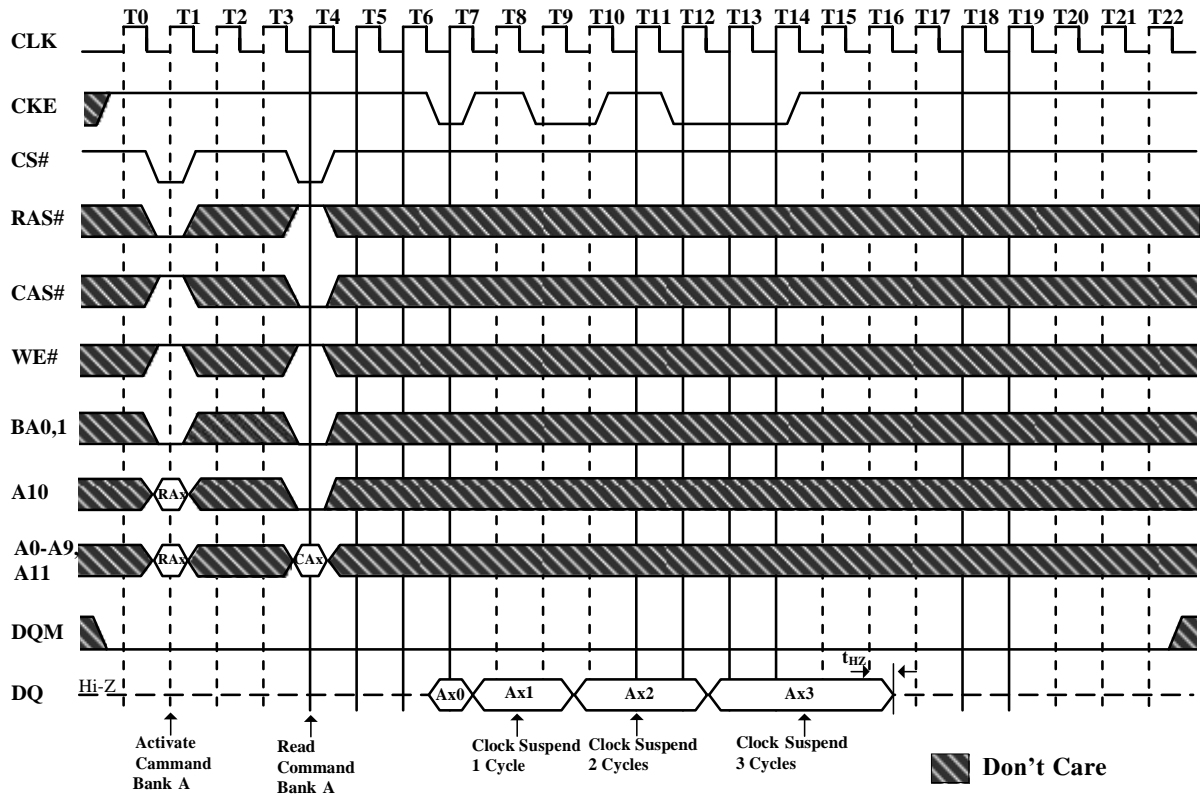 T0 T1 T2 T3 T4 T5 T6 T7 T8 T9 T10 T11 T12 T13 T14 T15 T16 T17 T18 T19 T20 T21 T22
CLK
CKE
CS#
RAS#
CAS#
WE#
BA0,1
A10
RAx
A0-A9,
A11
RAx
CAx
DQM
tHZ
DQ
Hi-Z
Ax0
Ax1
Ax2
Ax3
Activate
Cammand
Bank A
Read
Command
Bank A
Clock Suspend
1 Cycle
Clock Suspend
2 Cycles
Clock Suspend
3 Cycles
Don't Care